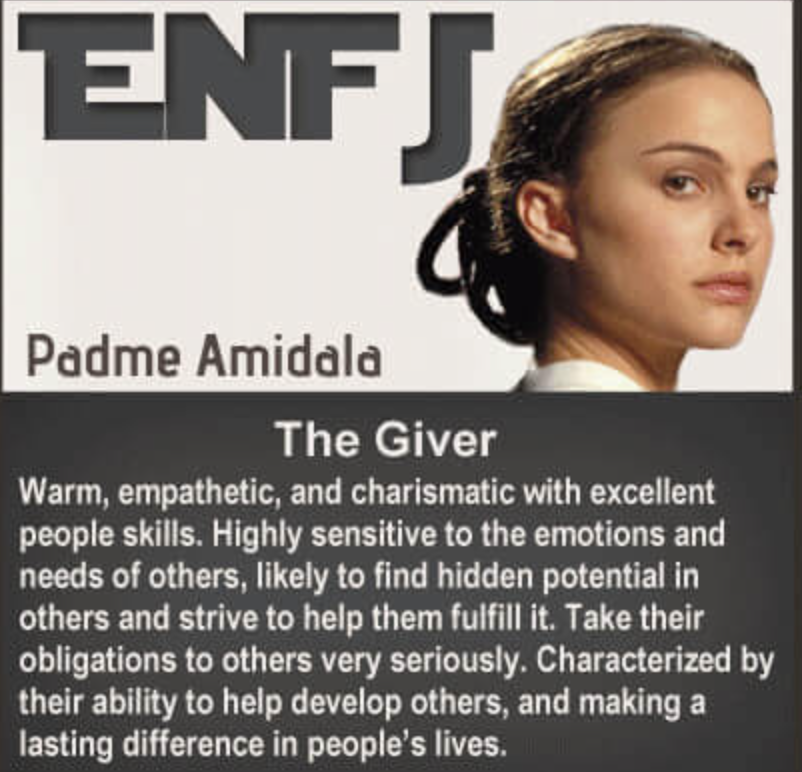 ENFJ
Padme Amidala
The Giver
Warm, empathetic, and charismatic with excellent
people skills. Highly sensitive to the emotions and
needs of others, likely to find hidden potential in
others and strive to help them fulfill it. Take their
obligations to others very seriously. Characterized by
their ability to help develop others, and making a
lasting difference in people's lives.